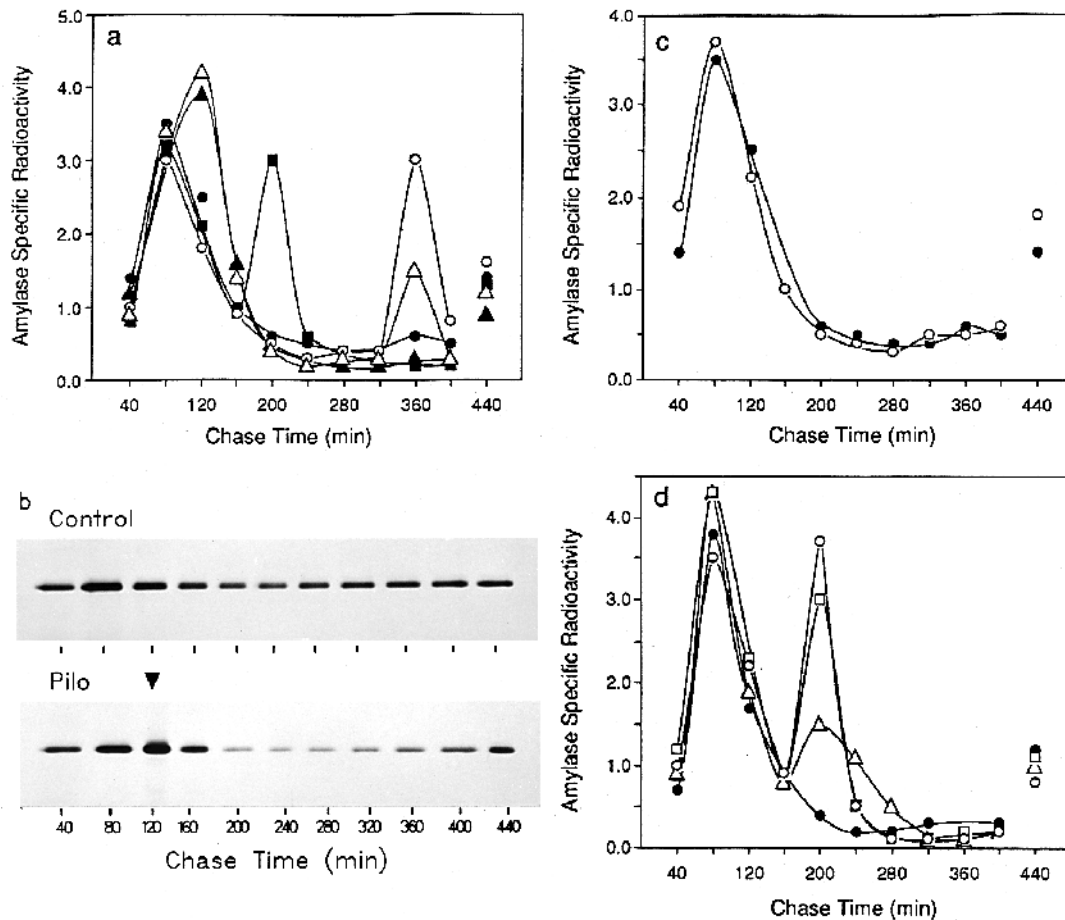 a
5.0
4.0
3.0
2.0
1.0
0.0
Amylase Specific Radioactivity
40 120 200 280 360 440
Chase Time (min)
c
4.0
3.0
2.0
1.0
0.0
Amylase Specific Radioactivity
40 120 200 280 360 440
Chase Time (min)
b
Control
Pilo
40 80 120 160 200 240 280 320 360 400 440
Chase Time (min)
d
4.0
3.0
2.0
1.0
0.0
Amylase Specific Radioactivity
40 120 200 280 360 440
Chase Time (min)